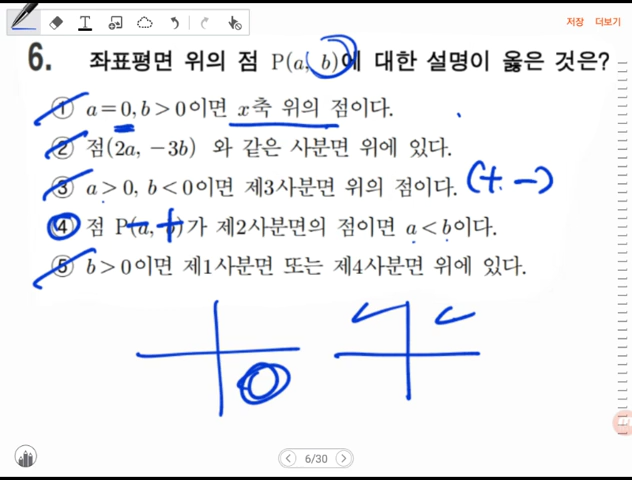 저장 더보기
6. 좌표평면 위의 점 P(a, b)에 대한 설명이 옳은 것은?
① a=0, b>0이면 x축 위의 점이다.
② 점(2a, −3b) 와 같은 사분면 위에 있다.
③ a>0, b<0이면 제3사분면 위의 점이다. (+. −)
④ 점 P(a, b)가 제2사분면의 점이면 a<b이다.
− +
⑤ b>0이면 제1사분면 또는 제4사분면 위에 있다.
6/30